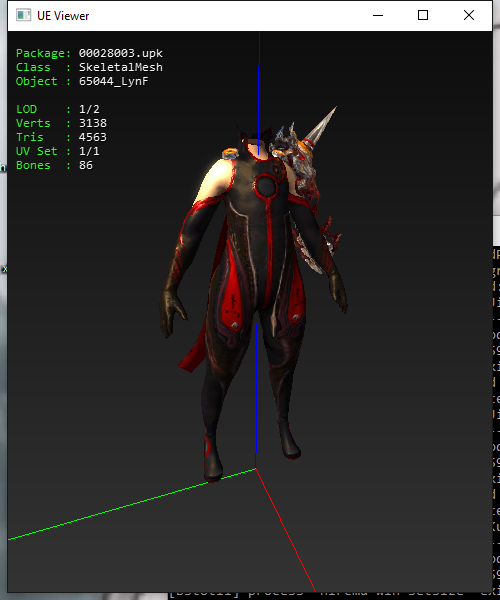 UE Viewer
Package: 00028003.upk
Class : SkeletalMesh
Object : 65044_LynF
LOD : 1/2
Verts : 3138
Tris : 4563
UV Set : 1/1
Bones : 86